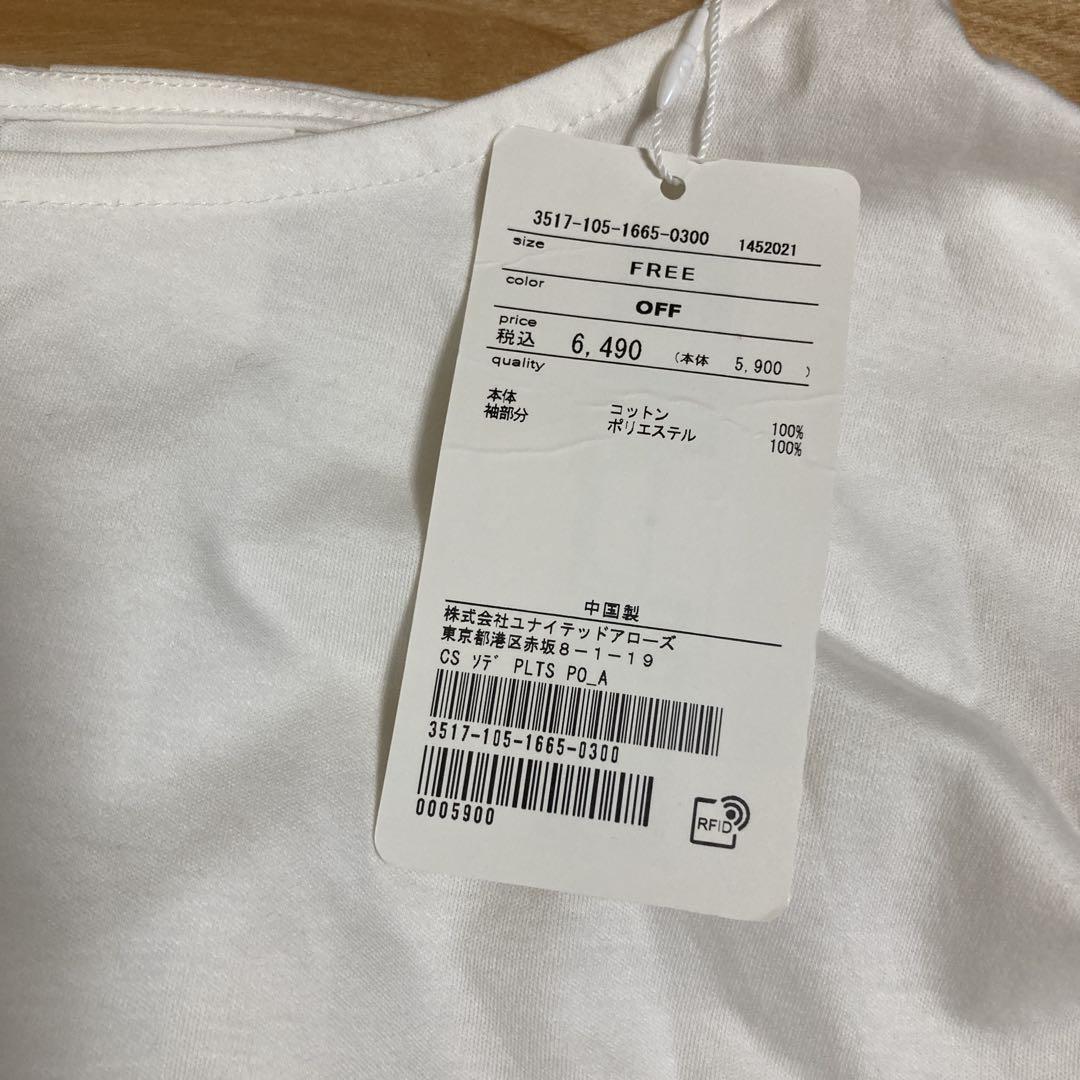 3517-105-1665-0300 1452021
size
FREE
color
OFF
price
税込 6,490 (本体 5,900 )
quality
本体 コットン 100%
袖部分 ポリエステル 100%
中国製
株式会社ユナイテッドアローズ
東京都港区赤坂8-1-19
CS ソデ PLTS PO_A
3517-105-1665-0300
0005900
RFID